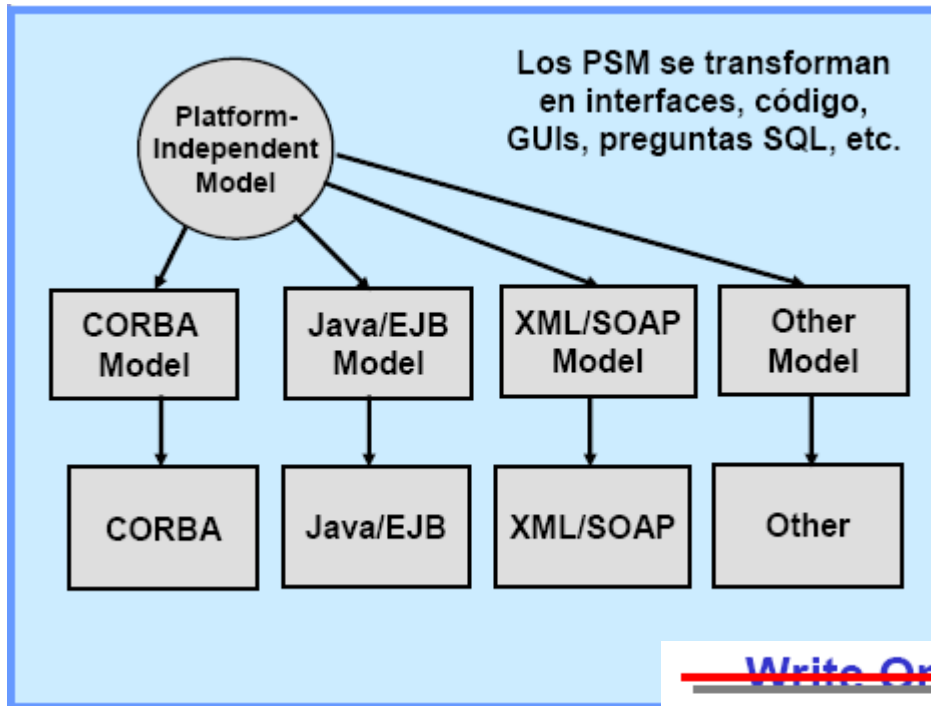 Platform-
Independent
Model
Los PSM se transforman
en interfaces, código,
GUIs, preguntas SQL, etc.
CORBA
Model
Java/EJB
Model
XML/SOAP
Model
Other
Model
CORBA
Java/EJB
XML/SOAP
Other
Write